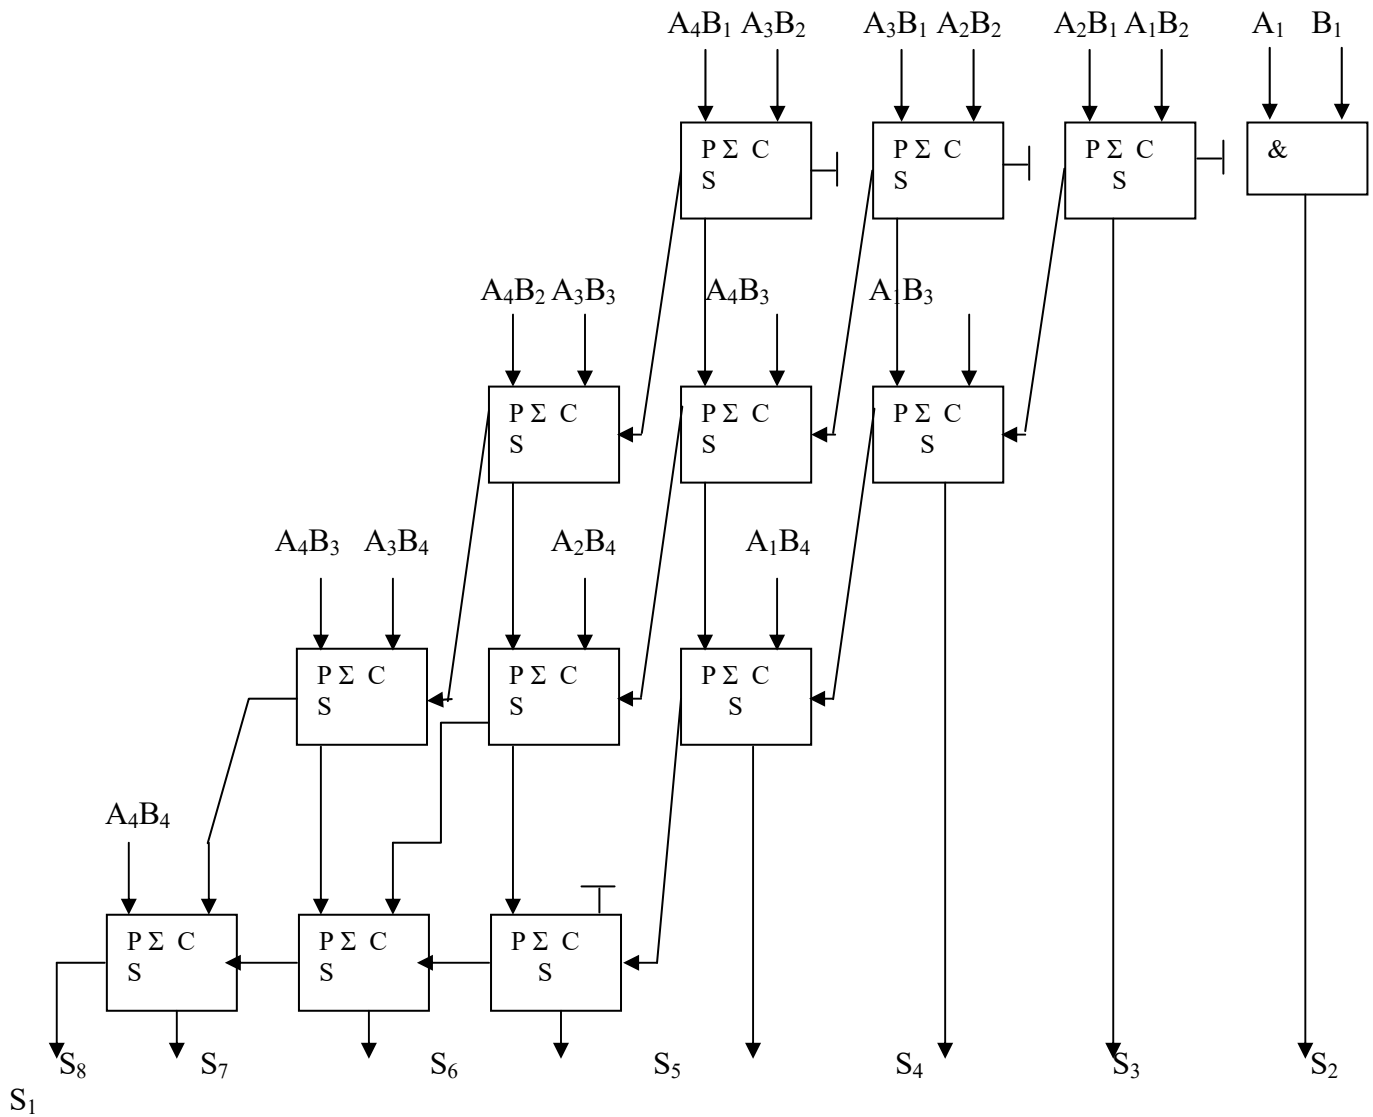 A₄B₁ A₃B₂ A₃B₁ A₂B₂ A₂B₁ A₁B₂ A₁ B₁
P Σ C P Σ C P Σ C &
S S S
A₄B₂ A₃B₃ A₄B₃ A₁B₃
P Σ C P Σ C P Σ C
S S S
A₄B₃ A₃B₄ A₂B₄ A₁B₄
P Σ C P Σ C P Σ C
S S S
A₄B₄
P Σ C P Σ C P Σ C
S S S
S₈ S₇ S₆ S₅ S₄ S₃ S₂
S₁